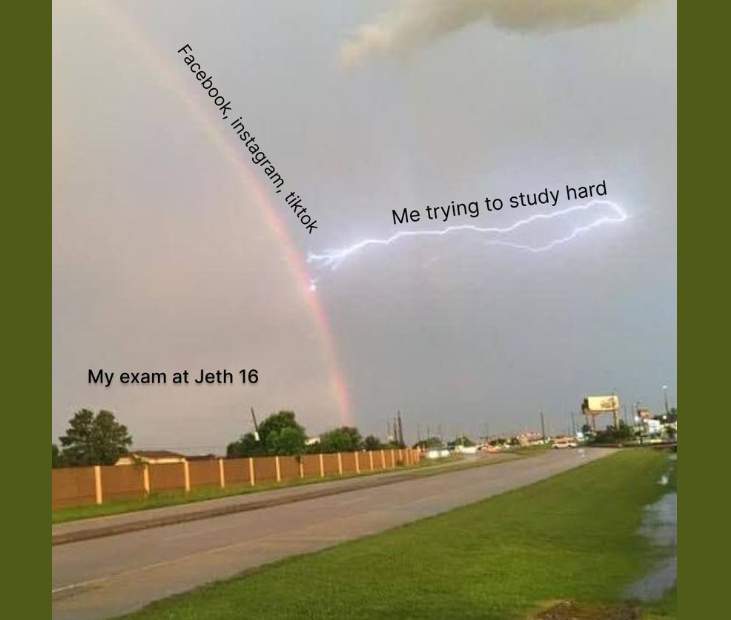 Facebook, instagram, tiktok
Me trying to study hard
My exam at Jeth 16